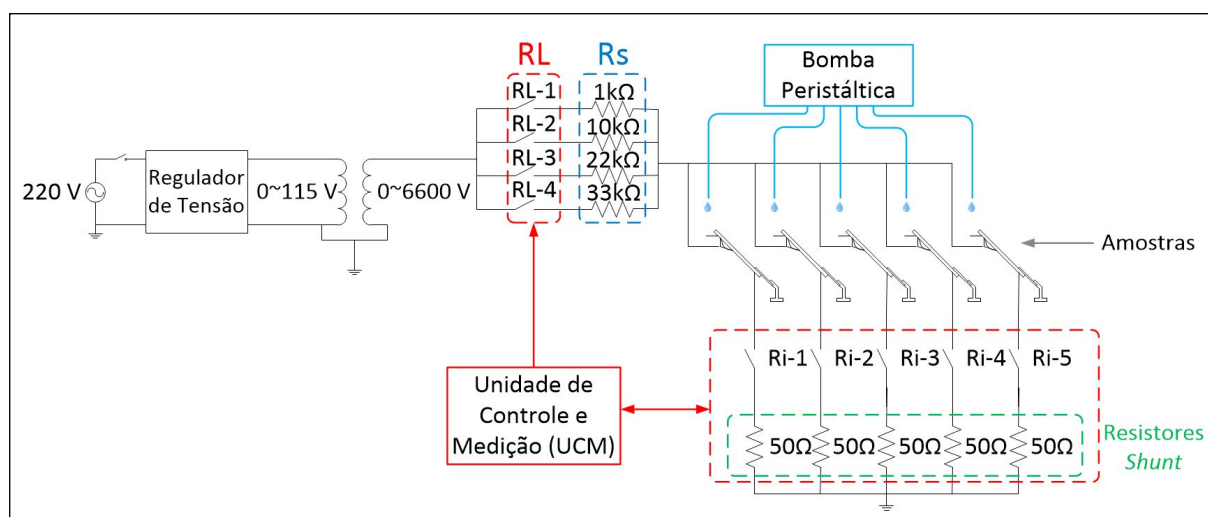 RL
Rs
Bomba
Peristáltica
RL-1
1kΩ
RL-2
10kΩ
RL-3
22kΩ
RL-4
33kΩ
220 V
Regulador
de Tensão
0~115 V
0~6600 V
Amostras
Ri-1
Ri-2
Ri-3
Ri-4
Ri-5
Unidade de
Controle e
Medição (UCM)
50Ω
50Ω
50Ω
50Ω
50Ω
Resistores
Shunt